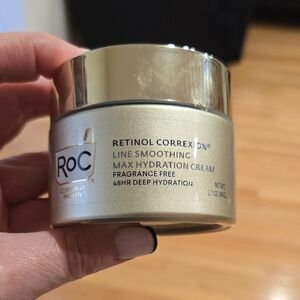 RoC
CLINICALLY
PROVEN
RETINOL CORREXION®
LINE SMOOTHING
MAX HYDRATION CREAM
FRAGRANCE FREE
48HR DEEP HYDRATION
NET WT.